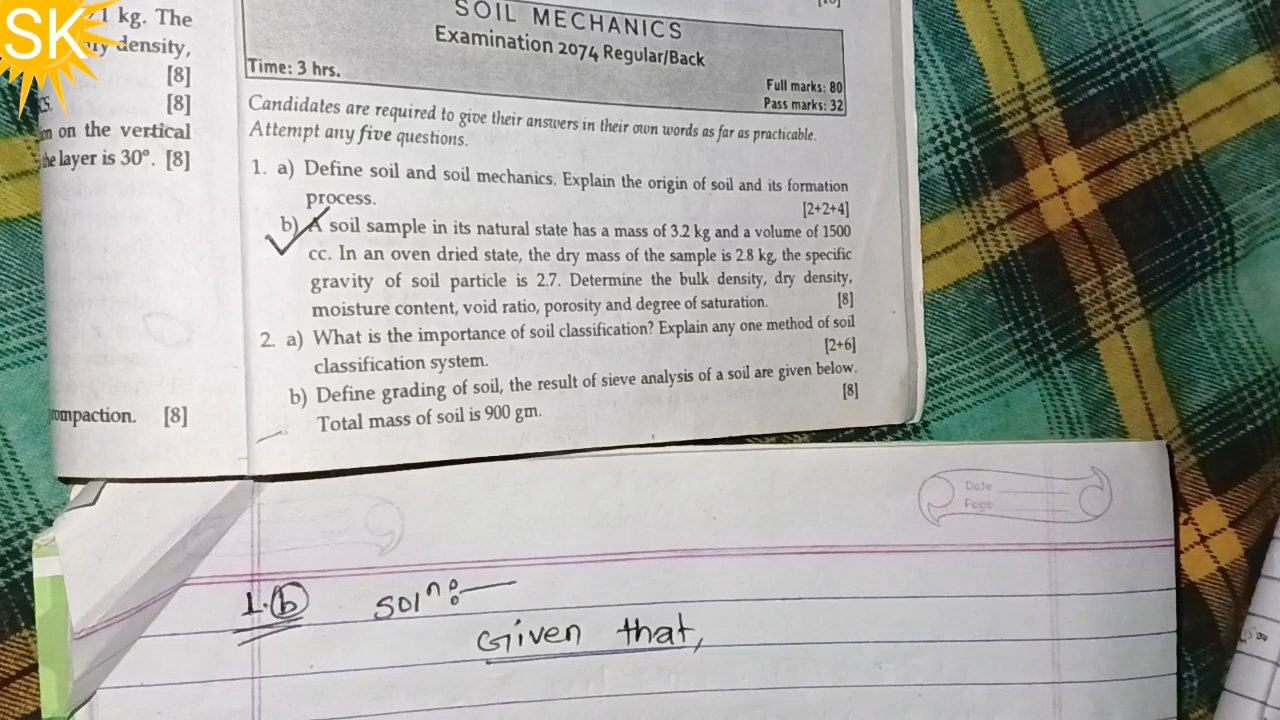 SK
1 kg. The
density,
[8]
[8]
on the vertical
the layer is 30°. [8]
compaction. [8]
SOIL MECHANICS
Examination 2074 Regular/Back
Time: 3 hrs.
Full marks: 80
Pass marks: 32
Candidates are required to give their answers in their own words as far as practicable.
Attempt any five questions.
1. a) Define soil and soil mechanics. Explain the origin of soil and its formation
process. [2+2+4]
b) A soil sample in its natural state has a mass of 3.2 kg and a volume of 1500
cc. In an oven dried state, the dry mass of the sample is 2.8 kg, the specific
gravity of soil particle is 2.7. Determine the bulk density, dry density,
moisture content, void ratio, porosity and degree of saturation. [8]
2. a) What is the importance of soil classification? Explain any one method of soil
classification system. [2+6]
b) Define grading of soil, the result of sieve analysis of a soil are given below.
Total mass of soil is 900 gm. [8]
Date
Page
1.(b) Solⁿ:—
Given that,